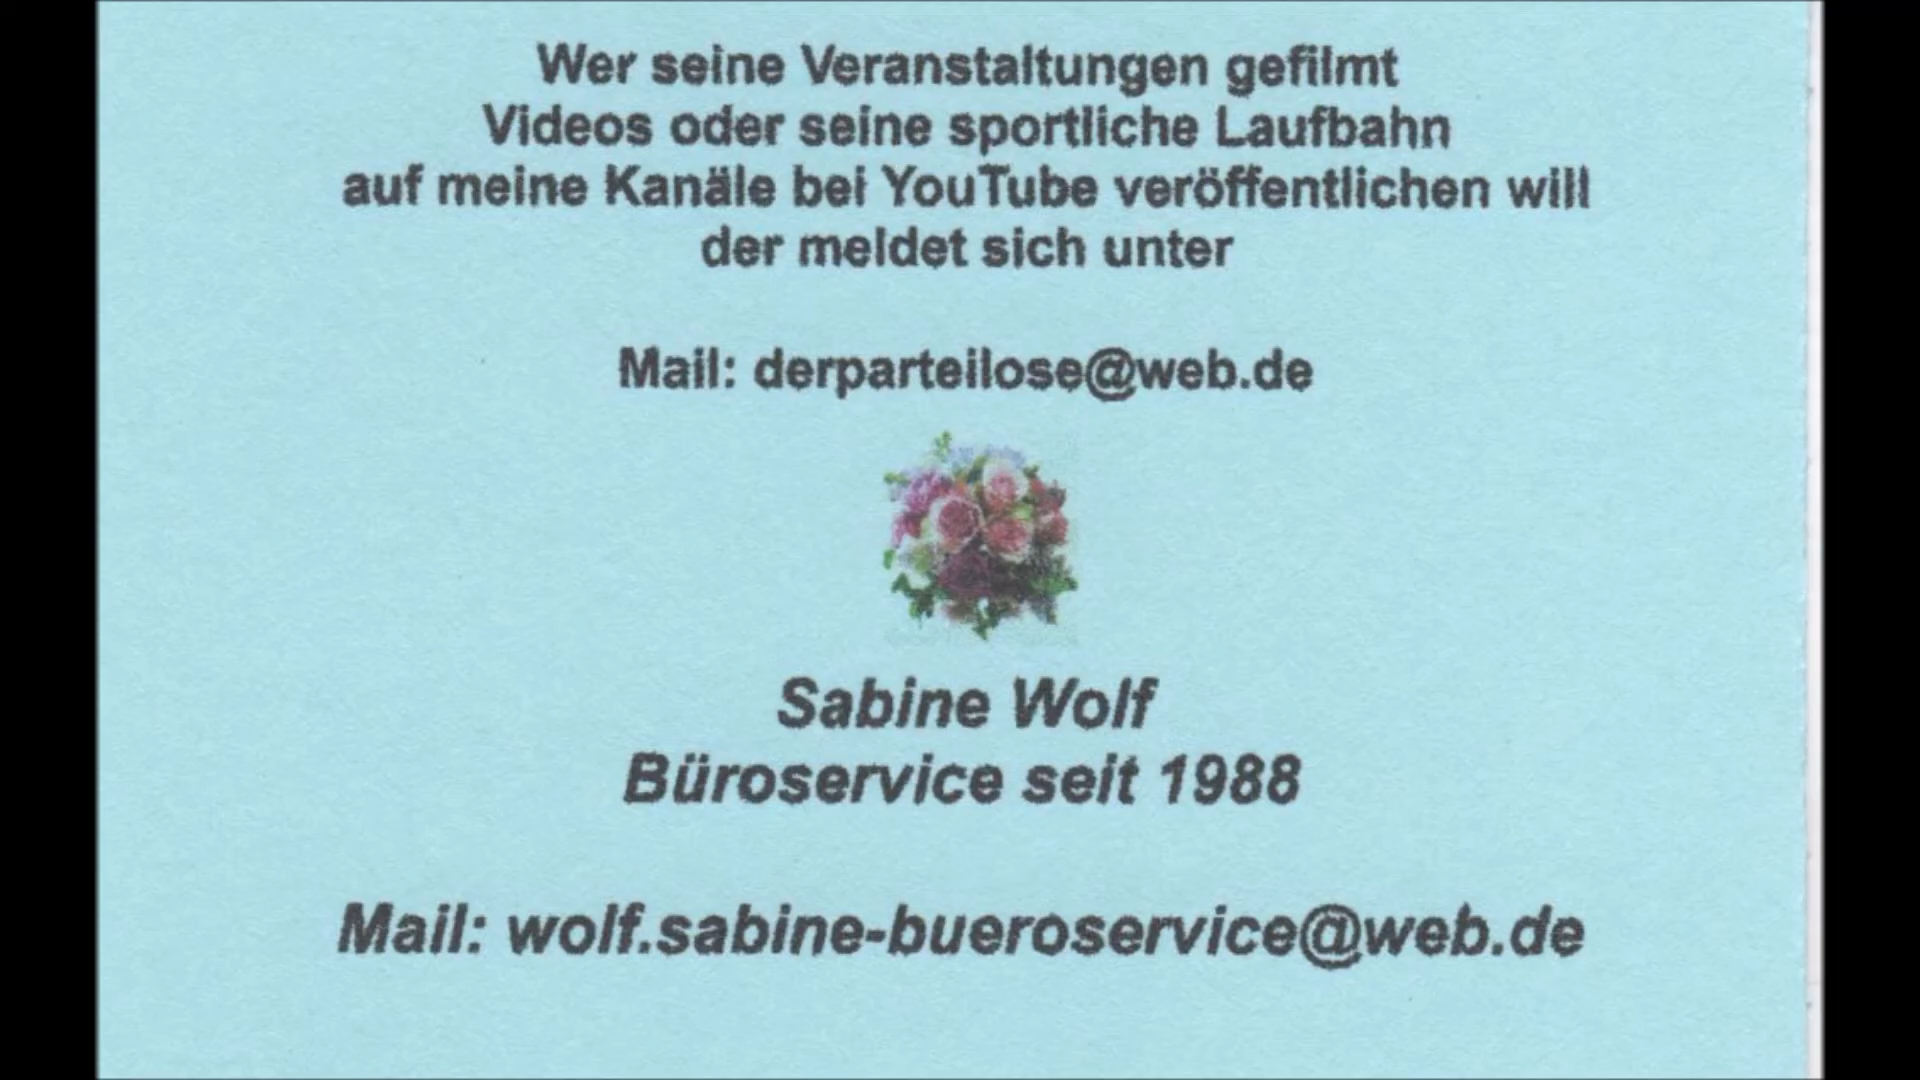 Wer seine Veranstaltungen gefilmt
Videos oder seine sportliche Laufbahn
auf meine Kanäle bei YouTube veröffentlichen will
der meldet sich unter
Mail: derparteilose@web.de
Sabine Wolf
Büroservice seit 1988
Mail: wolf.sabine-bueroservice@web.de